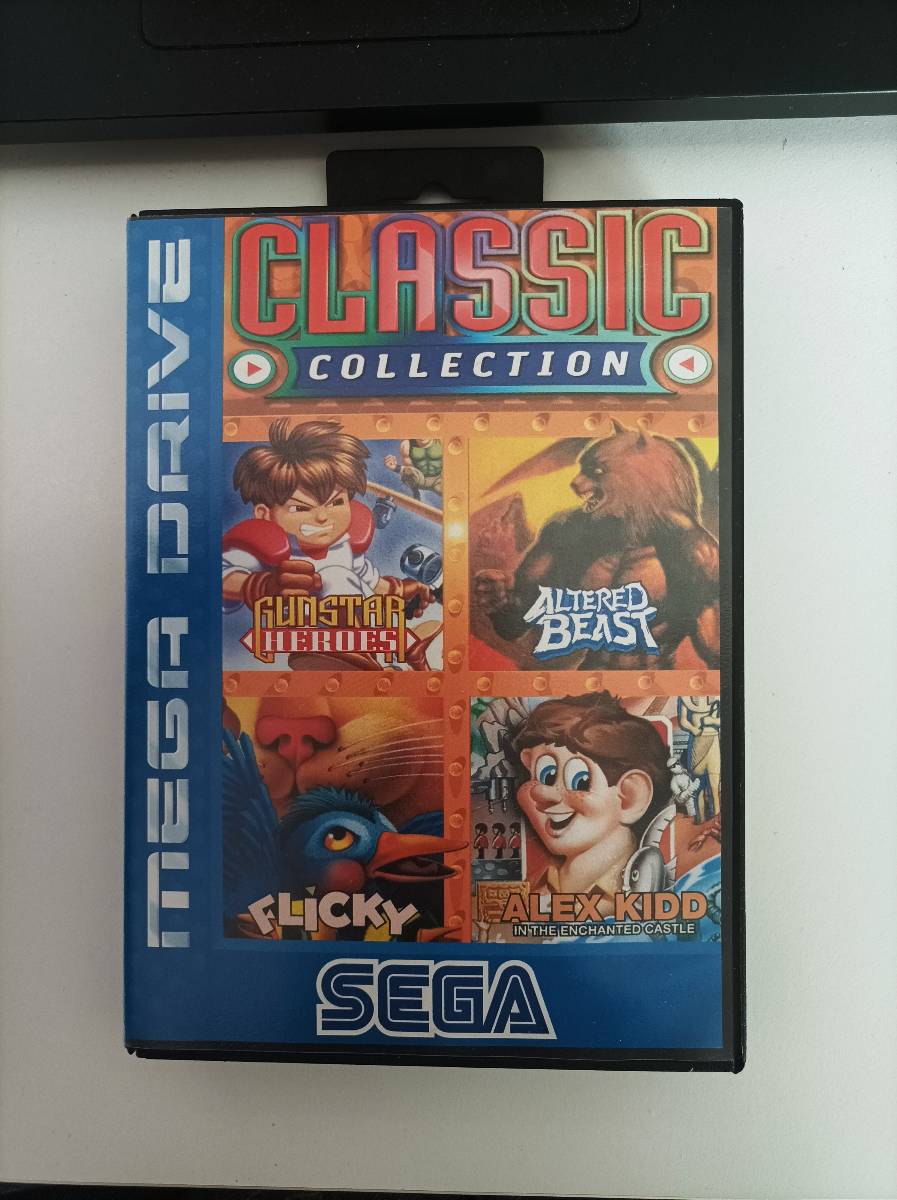 MEGA DRIVE
CLASSIC
COLLECTION
GUNSTAR
HEROES
ALTERED
BEAST
FLICKY
ALEX KIDD
IN THE ENCHANTED CASTLE
SEGA